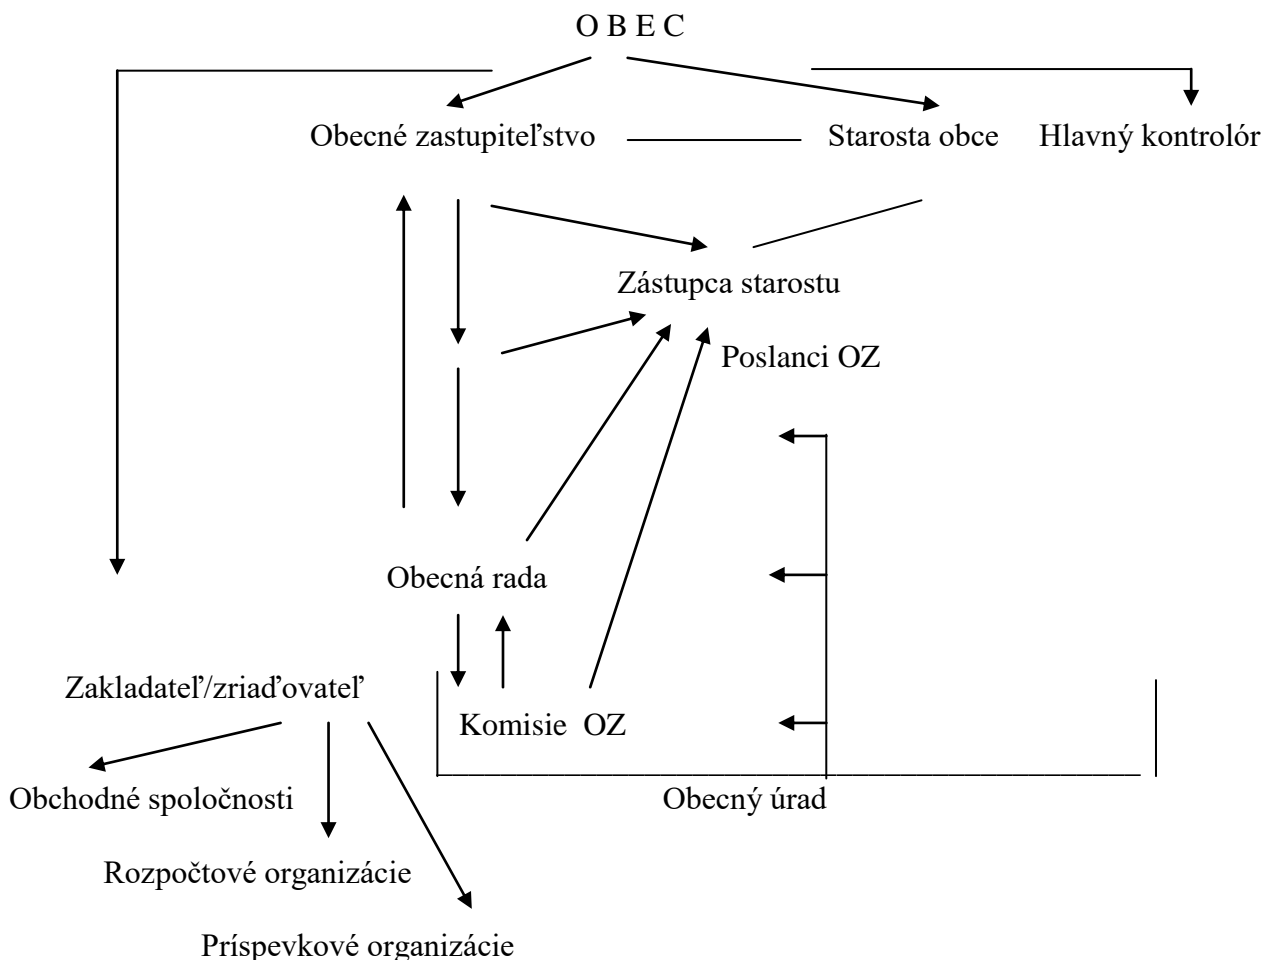 O B E C
Obecné zastupiteľstvo Starosta obce Hlavný kontrolór
Zástupca starostu
Poslanci OZ
Obecná rada
Zakladateľ/zriaďovateľ
Komisie OZ
Obchodné spoločnosti Obecný úrad
Rozpočtové organizácie
Príspevkové organizácie